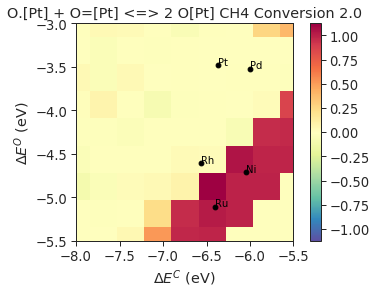 O.[Pt] + O=[Pt] <=> 2 O[Pt] CH4 Conversion 2.0
−3.0
−3.5
−4.0
−4.5
−5.0
−5.5
ΔE^O (eV)
Pt
Pd
Rh
Ni
Ru
−8.0
−7.5
−7.0
−6.5
−6.0
−5.5
ΔE^C (eV)
1.00
0.75
0.50
0.25
0.00
−0.25
−0.50
−0.75
−1.00